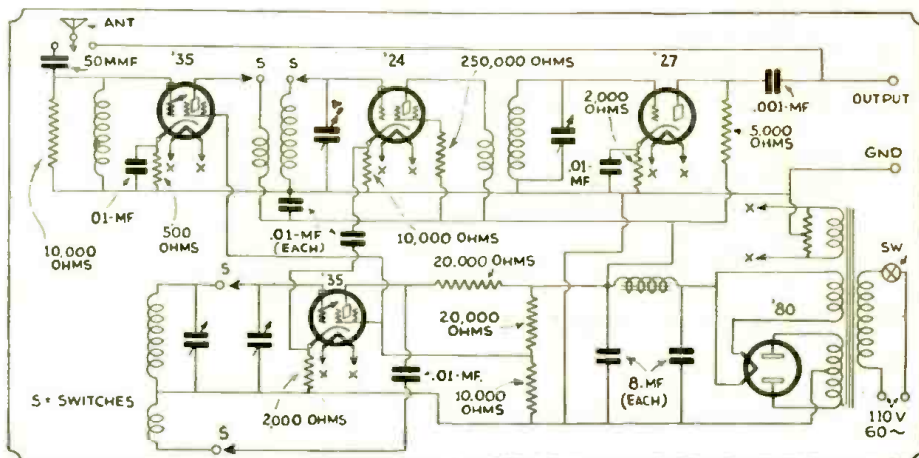 ANT
50MMF
'35
S
S
'24
250,000 OHMS
'27
.001-MF
OUTPUT
2,000
OHMS
5,000
OHMS
GND
.01-
MF
.01-MF
500
OHMS
10,000
OHMS
.01-MF
(EACH)
10,000 OHMS
20,000 OHMS
X
X
X
X
X
X
X
X
SW
S
'35
20,000
OHMS
'80
8-MF
(EACH)
.01-MF.
10,000
OHMS
X
X
2,000 OHMS
S = SWITCHES
S
110 V
60~